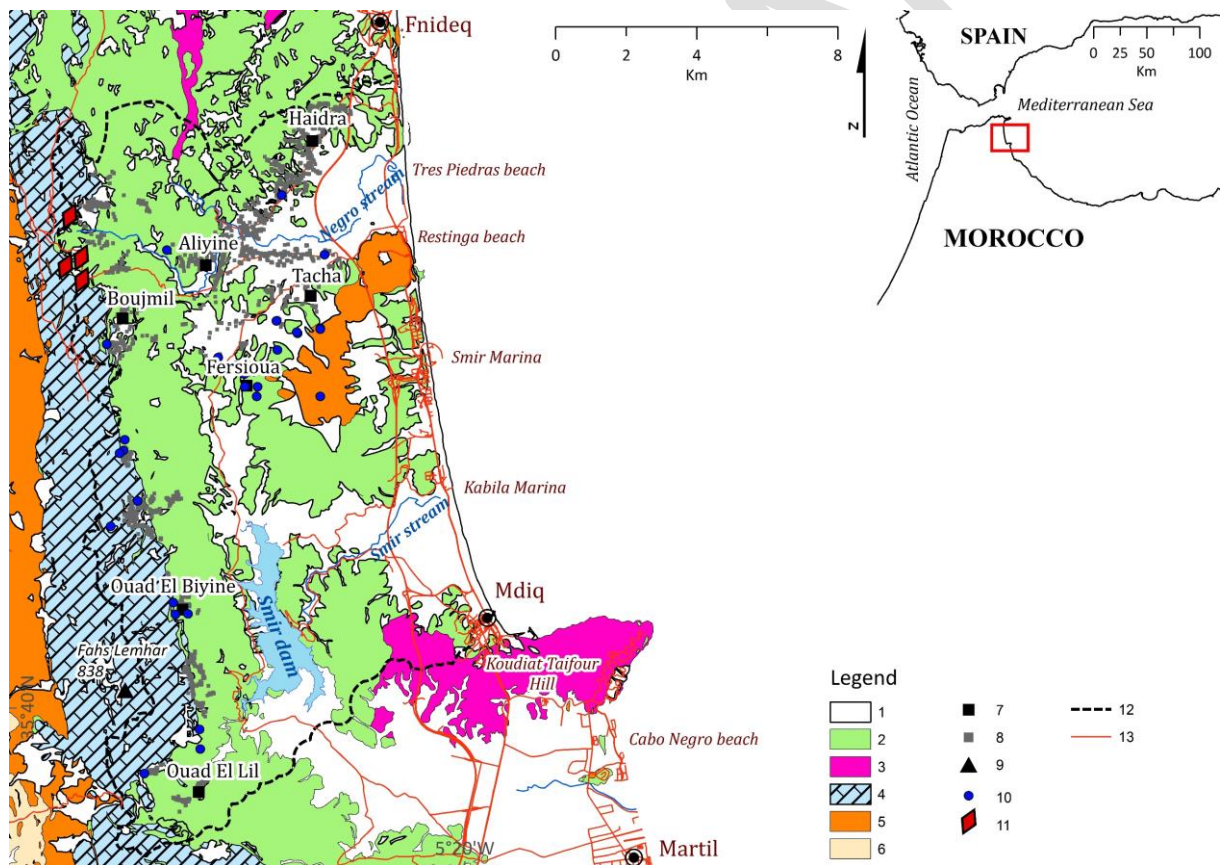 Fnideq
0 2 4 8
Km
N
SPAIN
0 25 50 100
Km
Atlantic Ocean
Mediterranean Sea
MOROCCO
Haidra
Tres Piedras beach
Negro stream
Restinga beach
Aliyine
Tacha
Boujmil
Smir Marina
Fersioua
Kabila Marina
Smir stream
Ouad El Biyine
Smir dam
Mdiq
Fahs Lemhar
838
Koudiat Taifour
Hill
35°40'N
Cabo Negro beach
Ouad El Lil
5°20'W
Martil
Legend
1
2
3
4
5
6
7
8
9
10
11
12
13